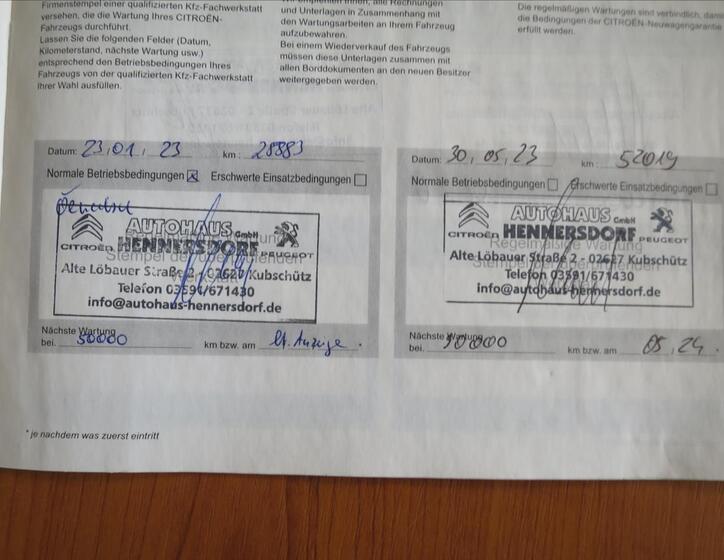 Firmenstempel einer qualifizierten Kfz-Fachwerkstatt
versehen, die die Wartung Ihres CITROËN-
Fahrzeugs durchführt.
Lassen Sie die folgenden Felder (Datum,
Kilometerstand, nächste Wartung usw.)
entsprechend den Betriebsbedingungen Ihres
Fahrzeugs von der qualifizierten Kfz-Fachwerkstatt
Ihrer Wahl ausfüllen.
Rechnungen
und Unterlagen in Zusammenhang mit
den Wartungsarbeiten an Ihrem Fahrzeug
aufzubewahren.
Bei einem Wiederverkauf des Fahrzeugs
müssen diese Unterlagen zusammen mit
allen Borddokumenten an den neuen Besitzer
weitergegeben werden.
Die regelmäßigen Wartungen sind verbindlich,
die Bedingungen der CITROËN-Neuwagengarantie
erfüllt werden.
Datum: 23.01.23 km: 28883
Normale Betriebsbedingungen Erschwerte Einsatzbedingungen
AUTOHAUS GmbH
CITROËN HENNERSDORF PEUGEOT
Alte Löbauer Straße 2 - 02627 Kubschütz
Telefon 03591/671430
info@autohaus-hennersdorf.de
Nächste Wartung
bei. 50000 km bzw. am lt. Anzeige.
Datum: 30.05.23 km: 52019
Normale Betriebsbedingungen Erschwerte Einsatzbedingungen
AUTOHAUS GmbH
CITROËN HENNERSDORF PEUGEOT
Regelmäßige Wartung
Alte Löbauer Straße 2 - 02627 Kubschütz
Telefon 03591/671430
info@autohaus-hennersdorf.de
Nächste Wartung
bei. km bzw. am 05.24.
* je nachdem was zuerst eintritt